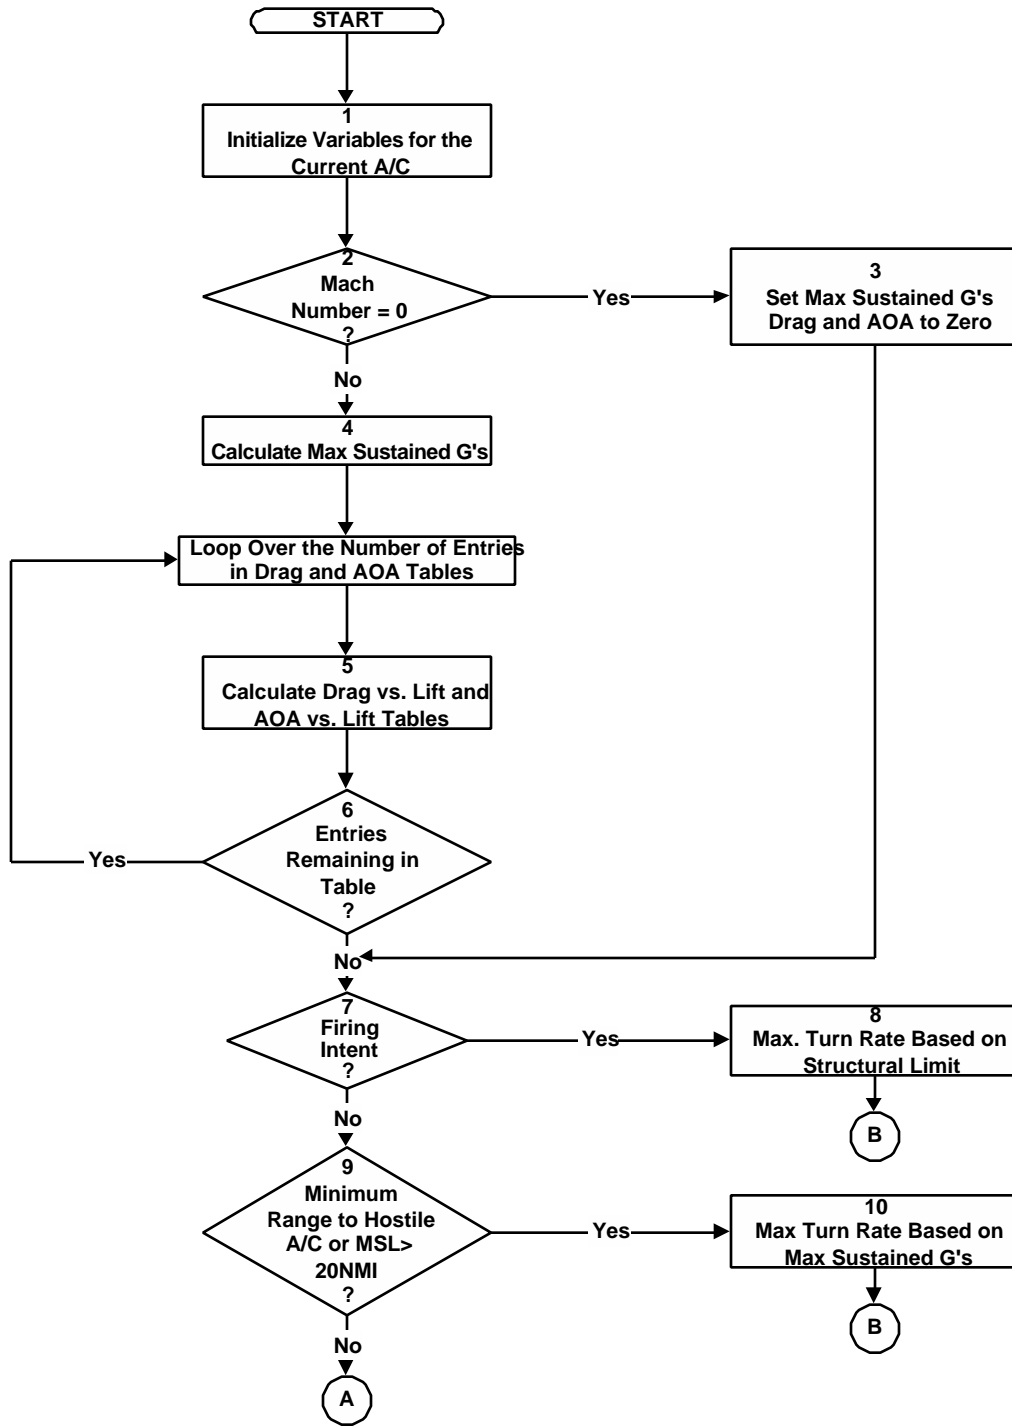 START
1
Initialize Variables for the
Current A/C
2
Mach
Number = 0
?
Yes
3
Set Max Sustained G's
Drag and AOA to Zero
No
4
Calculate Max Sustained G's
Loop Over the Number of Entries
in Drag and AOA Tables
5
Calculate Drag vs. Lift and
AOA vs. Lift Tables
6
Entries
Remaining in
Table
?
Yes
No
7
Firing
Intent
?
Yes
8
Max. Turn Rate Based on
Structural Limit
B
No
9
Minimum
Range to Hostile
A/C or MSL>
20NMI
?
Yes
10
Max Turn Rate Based on
Max Sustained G's
B
No
A